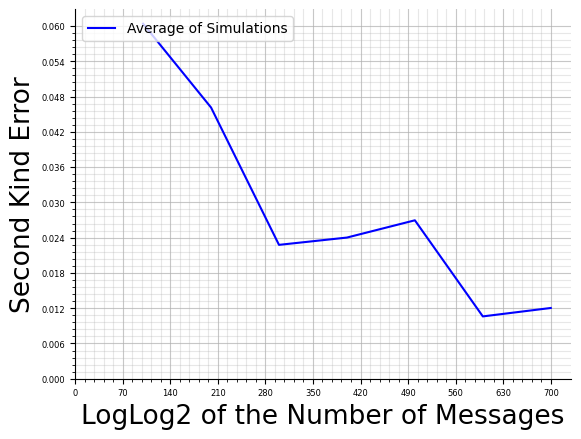 Average of Simulations
Second Kind Error
0.060
0.054
0.048
0.042
0.036
0.030
0.024
0.018
0.012
0.006
0.000
0 70 140 210 280 350 420 490 560 630 700
LogLog2 of the Number of Messages